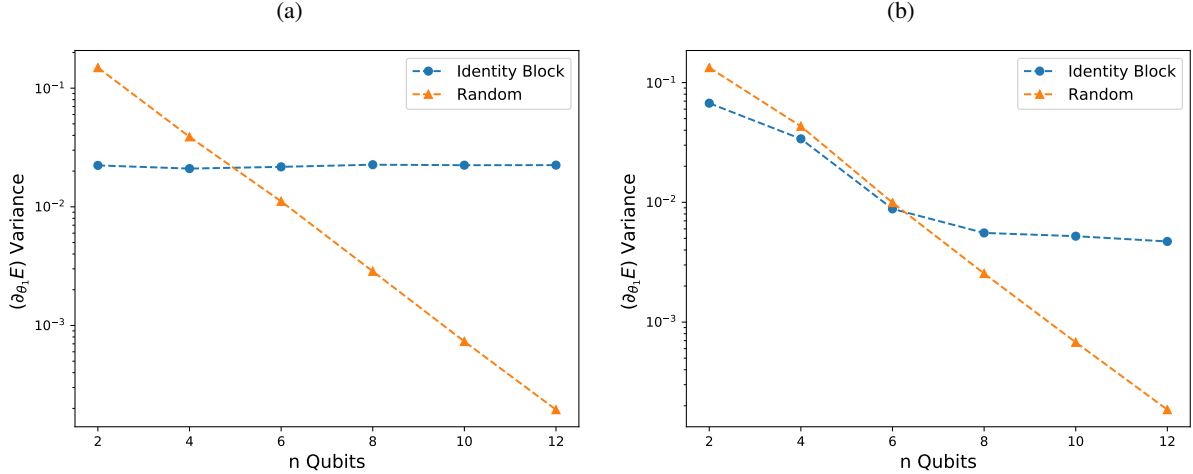 (a)
(∂θ₁E) Variance
10⁻¹
10⁻²
10⁻³
Identity Block
Random
2 4 6 8 10 12
n Qubits
(b)
(∂θ₁E) Variance
10⁻¹
10⁻²
10⁻³
Identity Block
Random
2 4 6 8 10 12
n Qubits